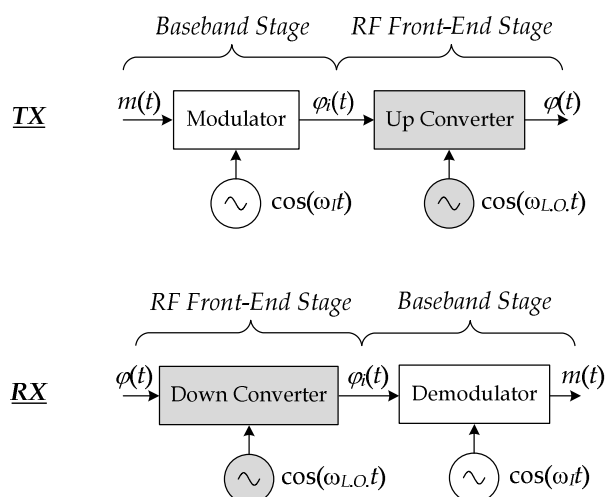 Baseband Stage RF Front-End Stage
TX m(t) Modulator φi(t) Up Converter φ(t)
cos(ωIt) cos(ωL.O.t)
RF Front-End Stage Baseband Stage
RX φ(t) Down Converter φi(t) Demodulator m(t)
cos(ωL.O.t) cos(ωIt)